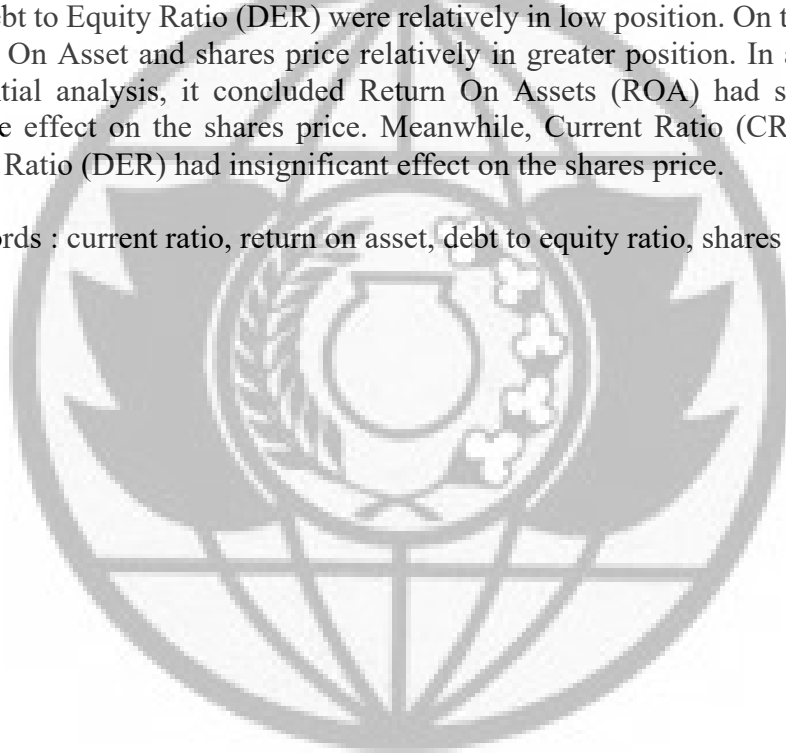 bt to Equity Ratio (DER) were relatively in low position. On t
On Asset and shares price relatively in greater position. In a
tial analysis, it concluded Return On Assets (ROA) had s
e effect on the shares price. Meanwhile, Current Ratio (CR
Ratio (DER) had insignificant effect on the shares price.
rds : current ratio, return on asset, debt to equity ratio, shares